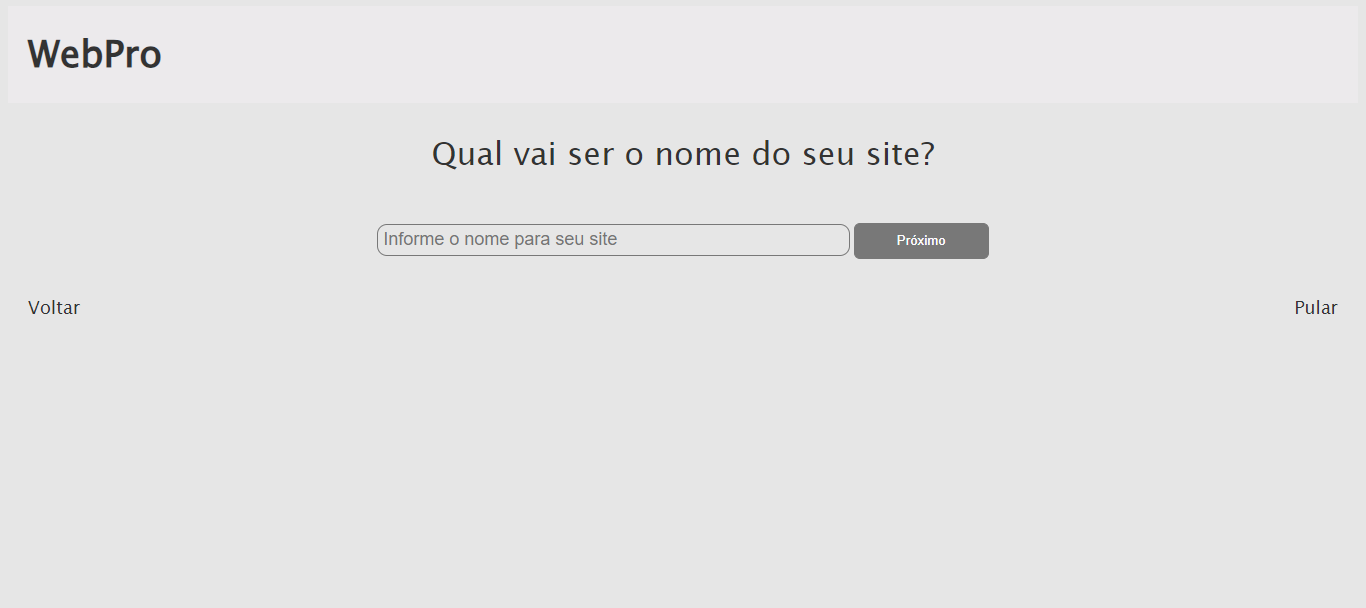 WebPro
Qual vai ser o nome do seu site?
Informe o nome para seu site
Próximo
Voltar
Pular